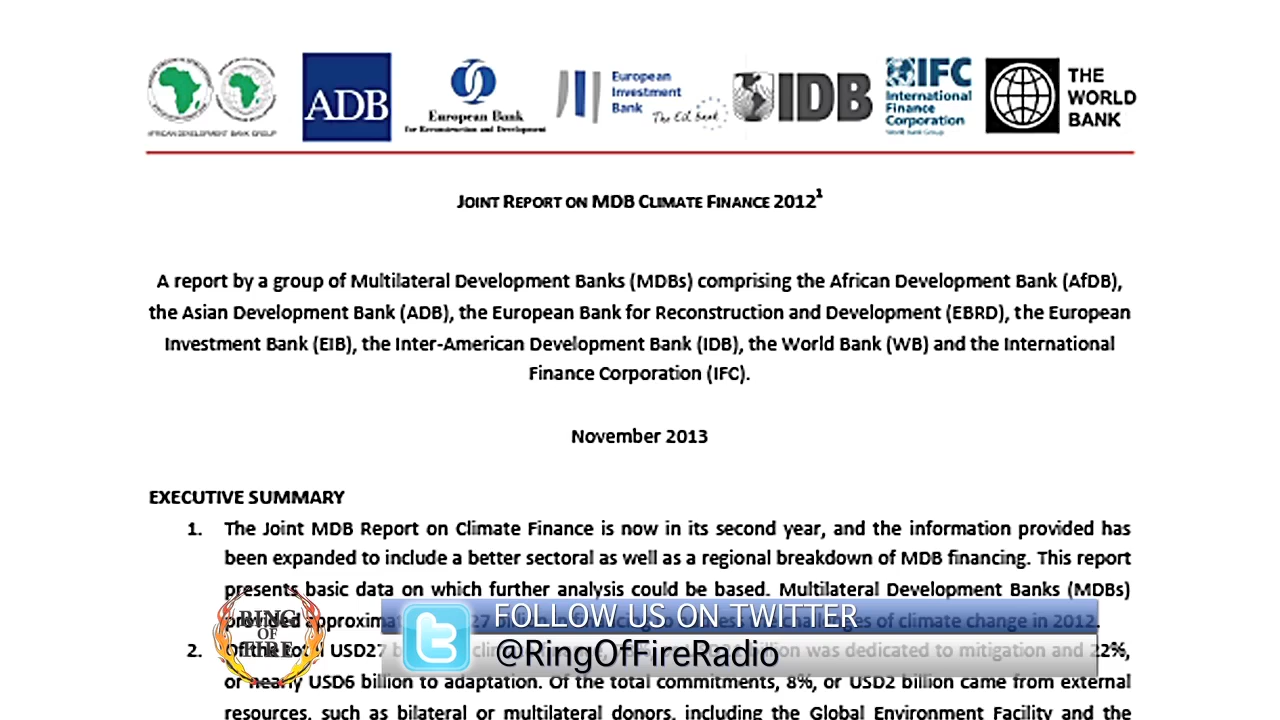 AFRICAN DEVELOPMENT BANK GROUP
ADB
European Bank
for Reconstruction and Development
European
Investment
Bank
The EU bank
IDB
IFC
International
Finance
Corporation
World Bank Group
THE
WORLD
BANK
JOINT REPORT ON MDB CLIMATE FINANCE 2012¹
A report by a group of Multilateral Development Banks (MDBs) comprising the African Development Bank (AfDB),
the Asian Development Bank (ADB), the European Bank for Reconstruction and Development (EBRD), the European
Investment Bank (EIB), the Inter-American Development Bank (IDB), the World Bank (WB) and the International
Finance Corporation (IFC).
November 2013
EXECUTIVE SUMMARY
1. The Joint MDB Report on Climate Finance is now in its second year, and the information provided has
been expanded to include a better sectoral as well as a regional breakdown of MDB financing. This report
presents basic data on which further analysis could be based. Multilateral Development Banks (MDBs)
provided challenges of climate change in 2012.
2. Of the total USD27 was dedicated to mitigation and 22%,
or nearly USD6 billion to adaptation. Of the total commitments, 8%, or USD2 billion came from external
resources, such as bilateral or multilateral donors, including the Global Environment Facility and the
RING
OF
FIRE
FOLLOW US ON TWITTER
@RingOfFireRadio